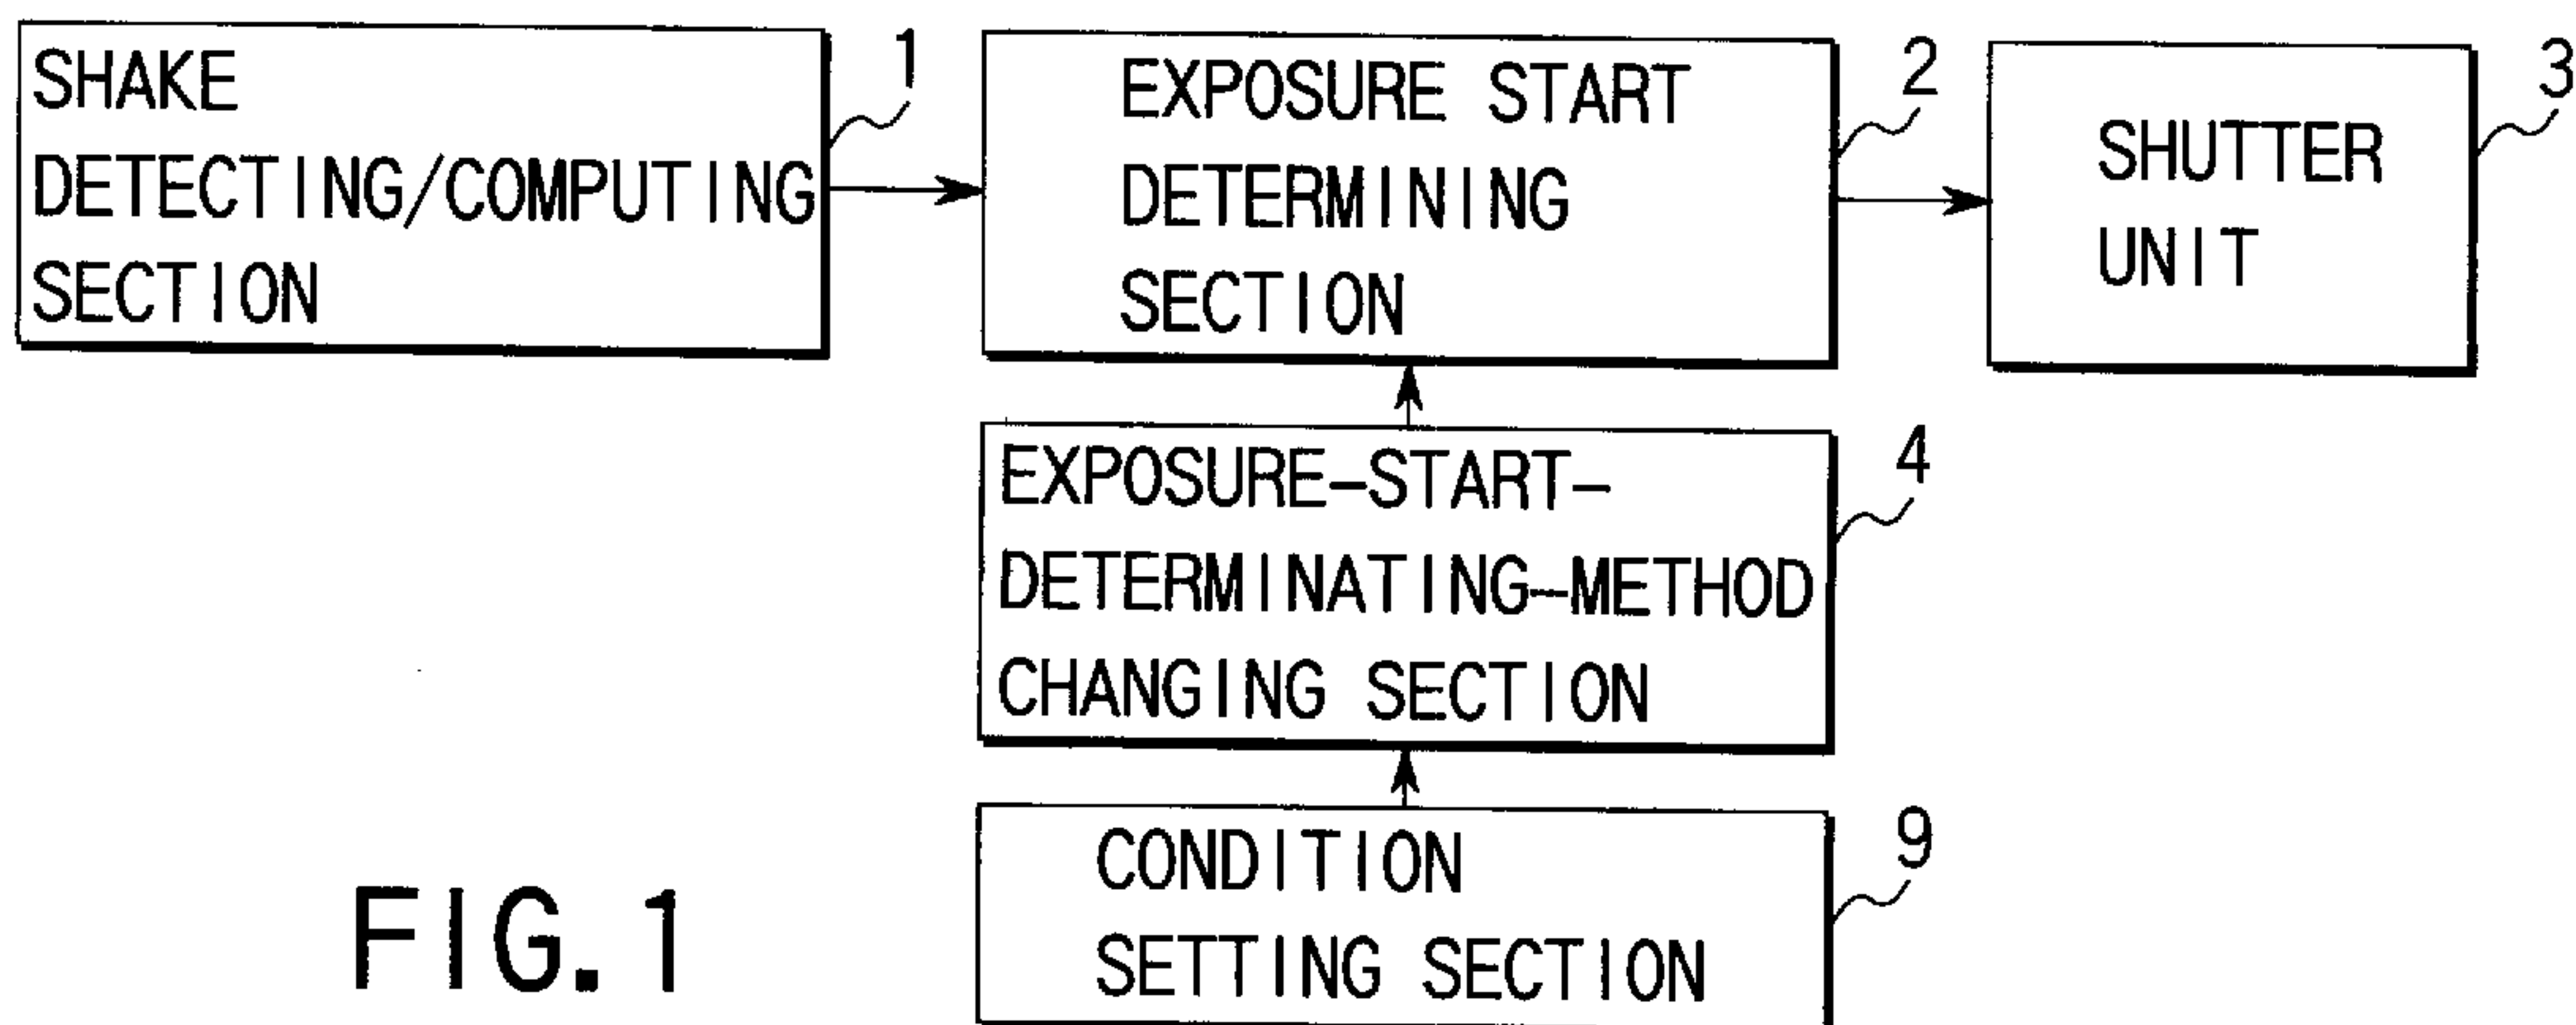 SHAKE
DETECTING/COMPUTING
SECTION
1
EXPOSURE START
DETERMINING
SECTION
2
SHUTTER
UNIT
3
EXPOSURE-START-
DETERMINATING-METHOD
CHANGING SECTION
4
CONDITION
SETTING SECTION
9
FIG.1